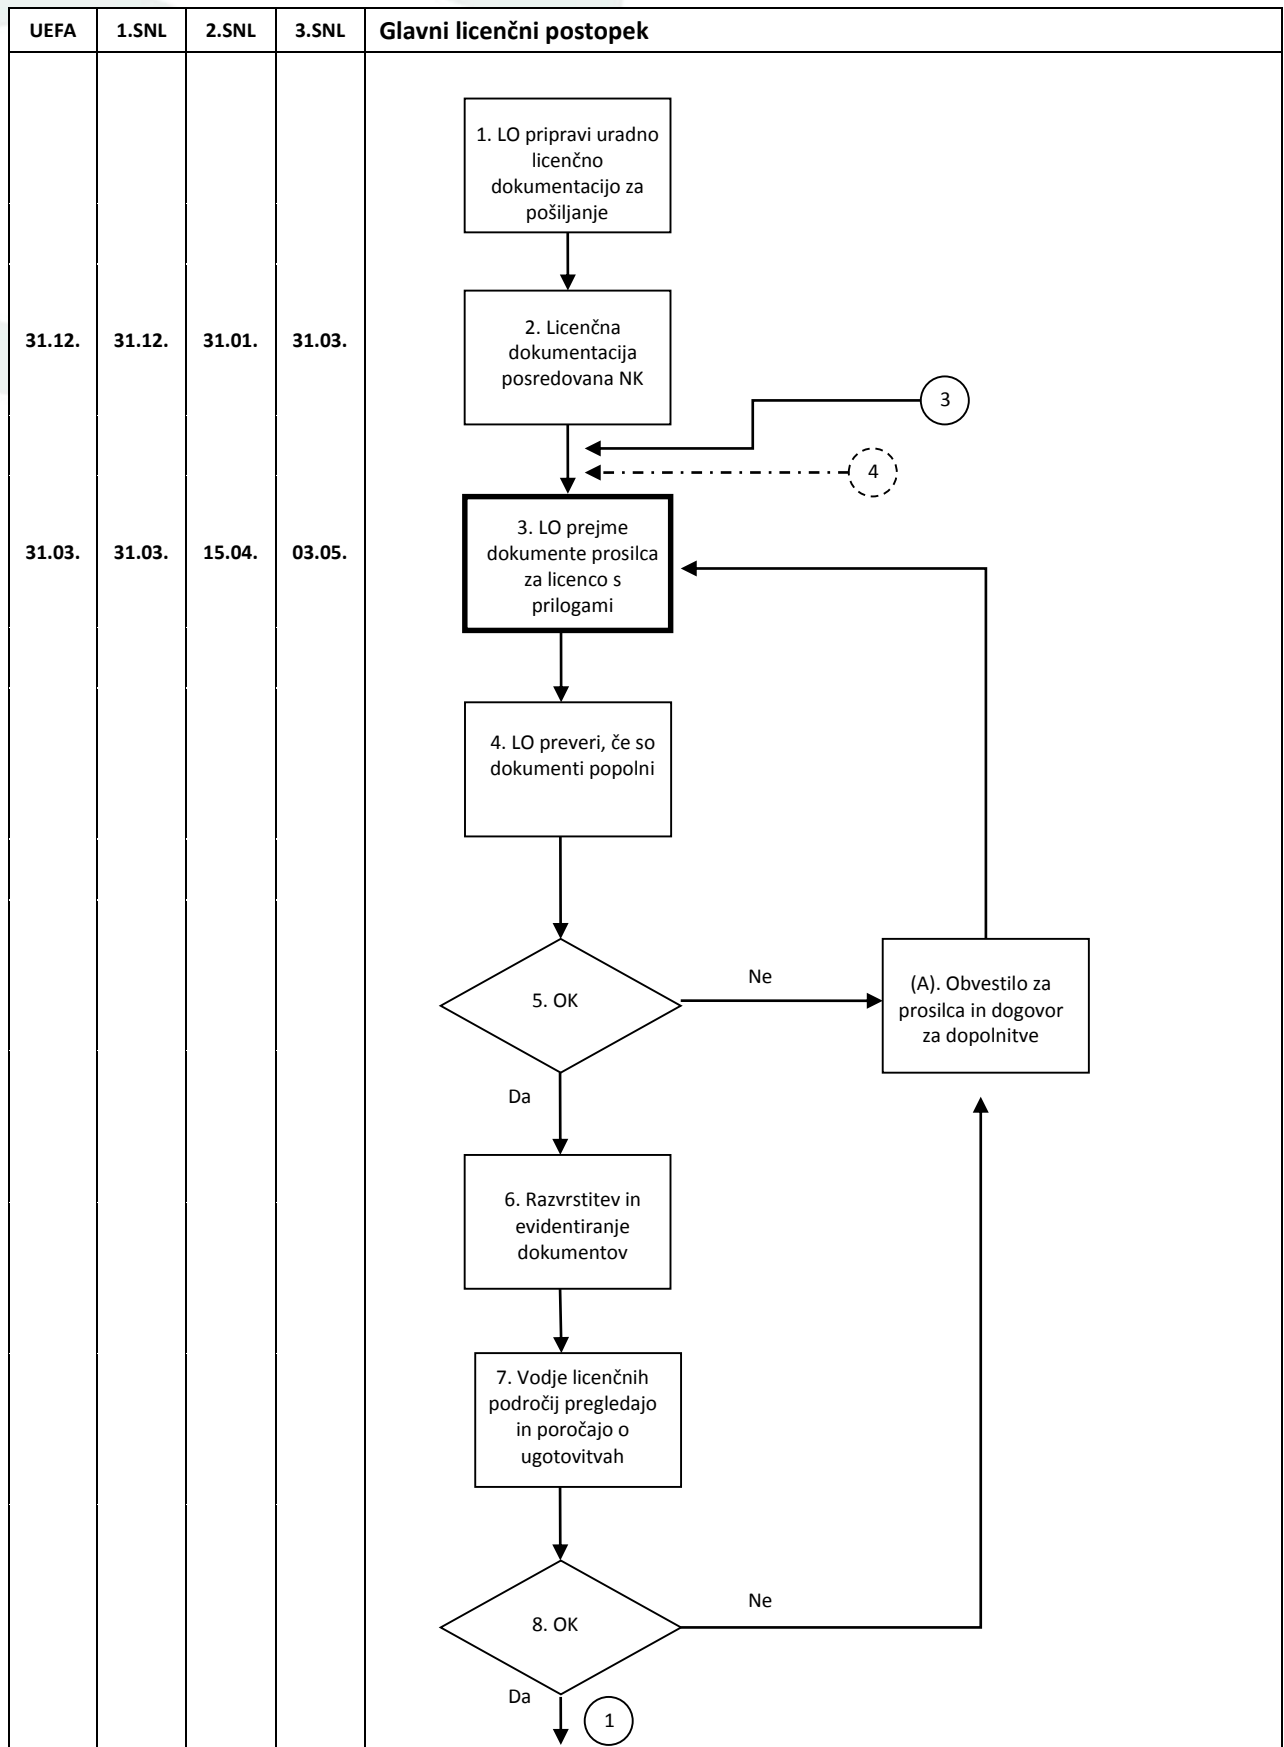 UEFA 1.SNL 2.SNL 3.SNL Glavni licenčni postopek
1. LO pripravi uradno
licenčno
dokumentacijo za
pošiljanje
31.12. 31.12. 31.01. 31.03.
2. Licenčna
dokumentacija
posredovana NK
3
4
31.03. 31.03. 15.04. 03.05.
3. LO prejme
dokumente prosilca
za licenco s
prilogami
4. LO preveri, če so
dokumenti popolni
5. OK
Ne
(A). Obvestilo za
prosilca in dogovor
za dopolnitve
Da
6. Razvrstitev in
evidentiranje
dokumentov
7. Vodje licenčnih
področij pregledajo
in poročajo o
ugotovitvah
8. OK
Ne
Da
1